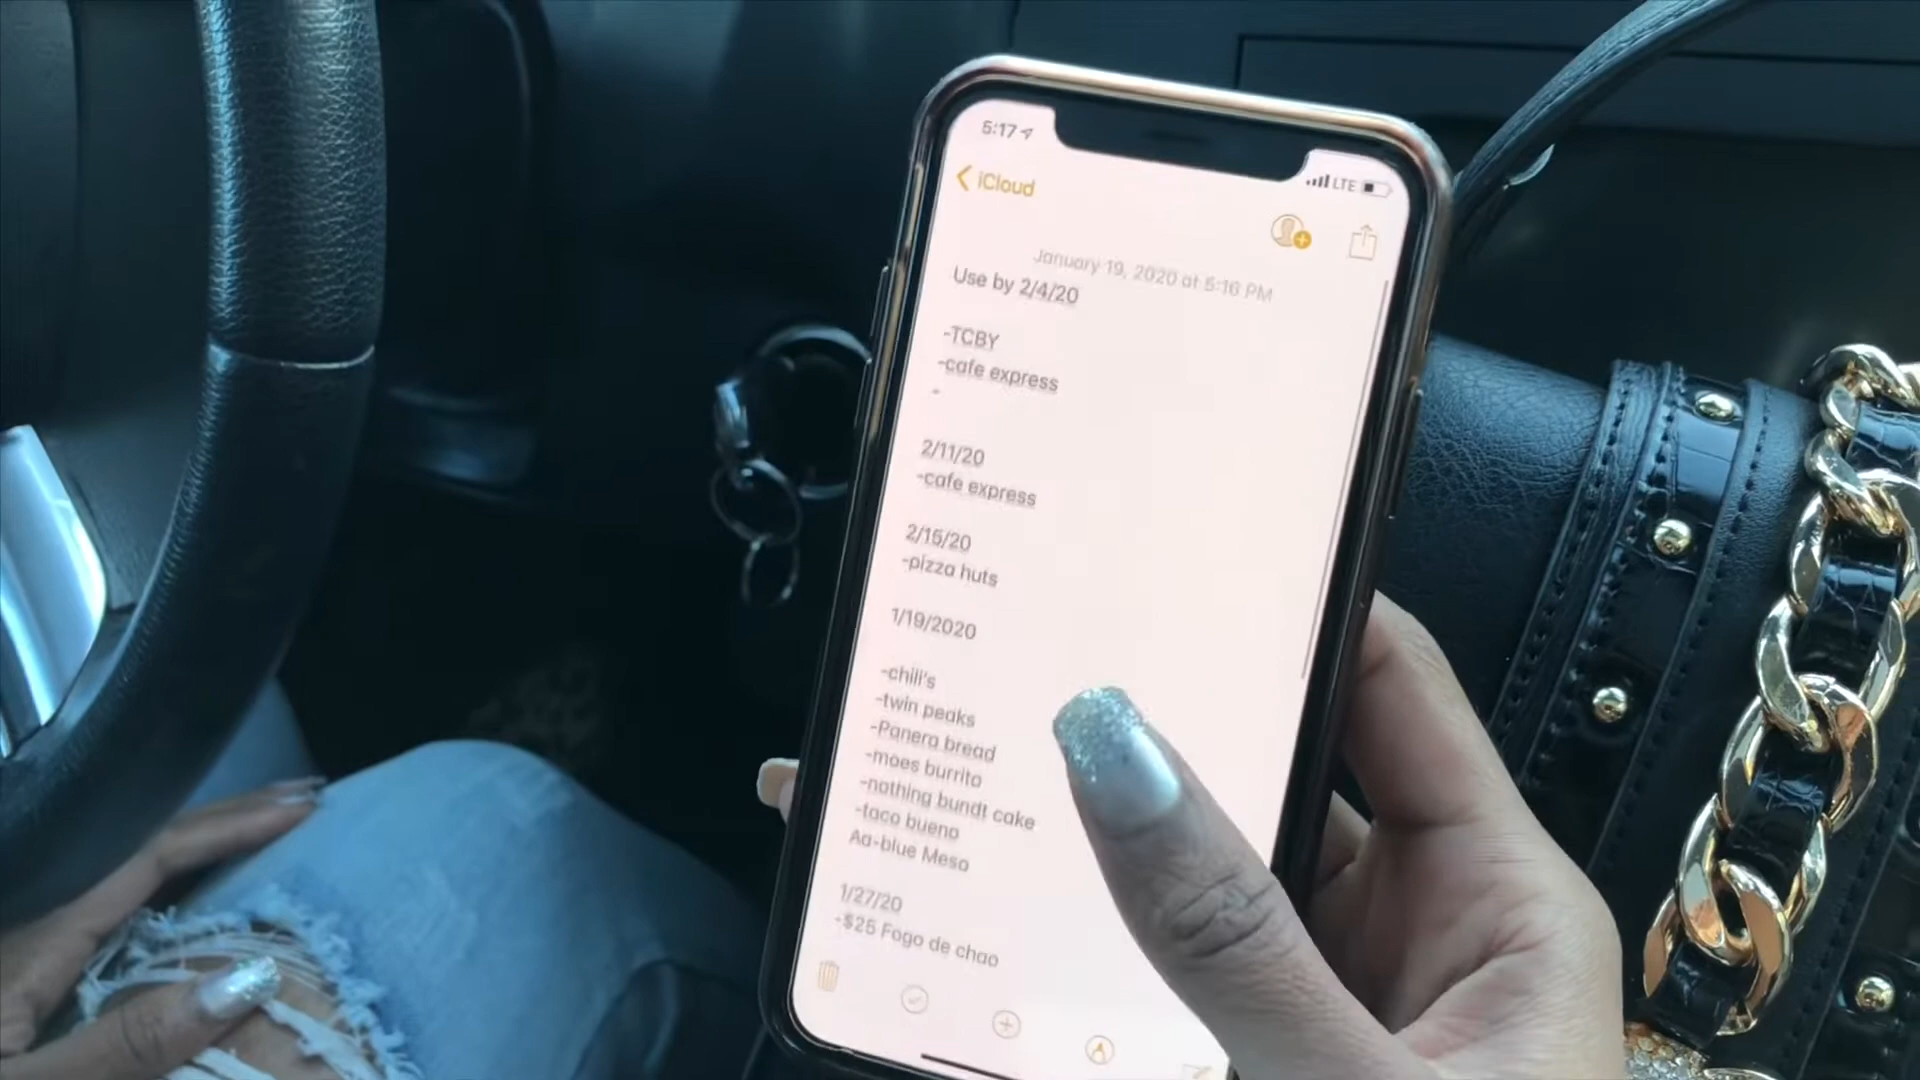 5:17
LTE
iCloud
January 19, 2020 at 5:16 PM
Use by 2/4/20
-TCBY
-cafe express
-
2/11/20
-cafe express
2/15/20
-pizza huts
1/19/2020
-chili's
-twin peaks
-Panera bread
-moes burrito
-nothing bundt cake
-taco bueno
Aa-blue Meso
1/27/20
-$25 Fogo de chao